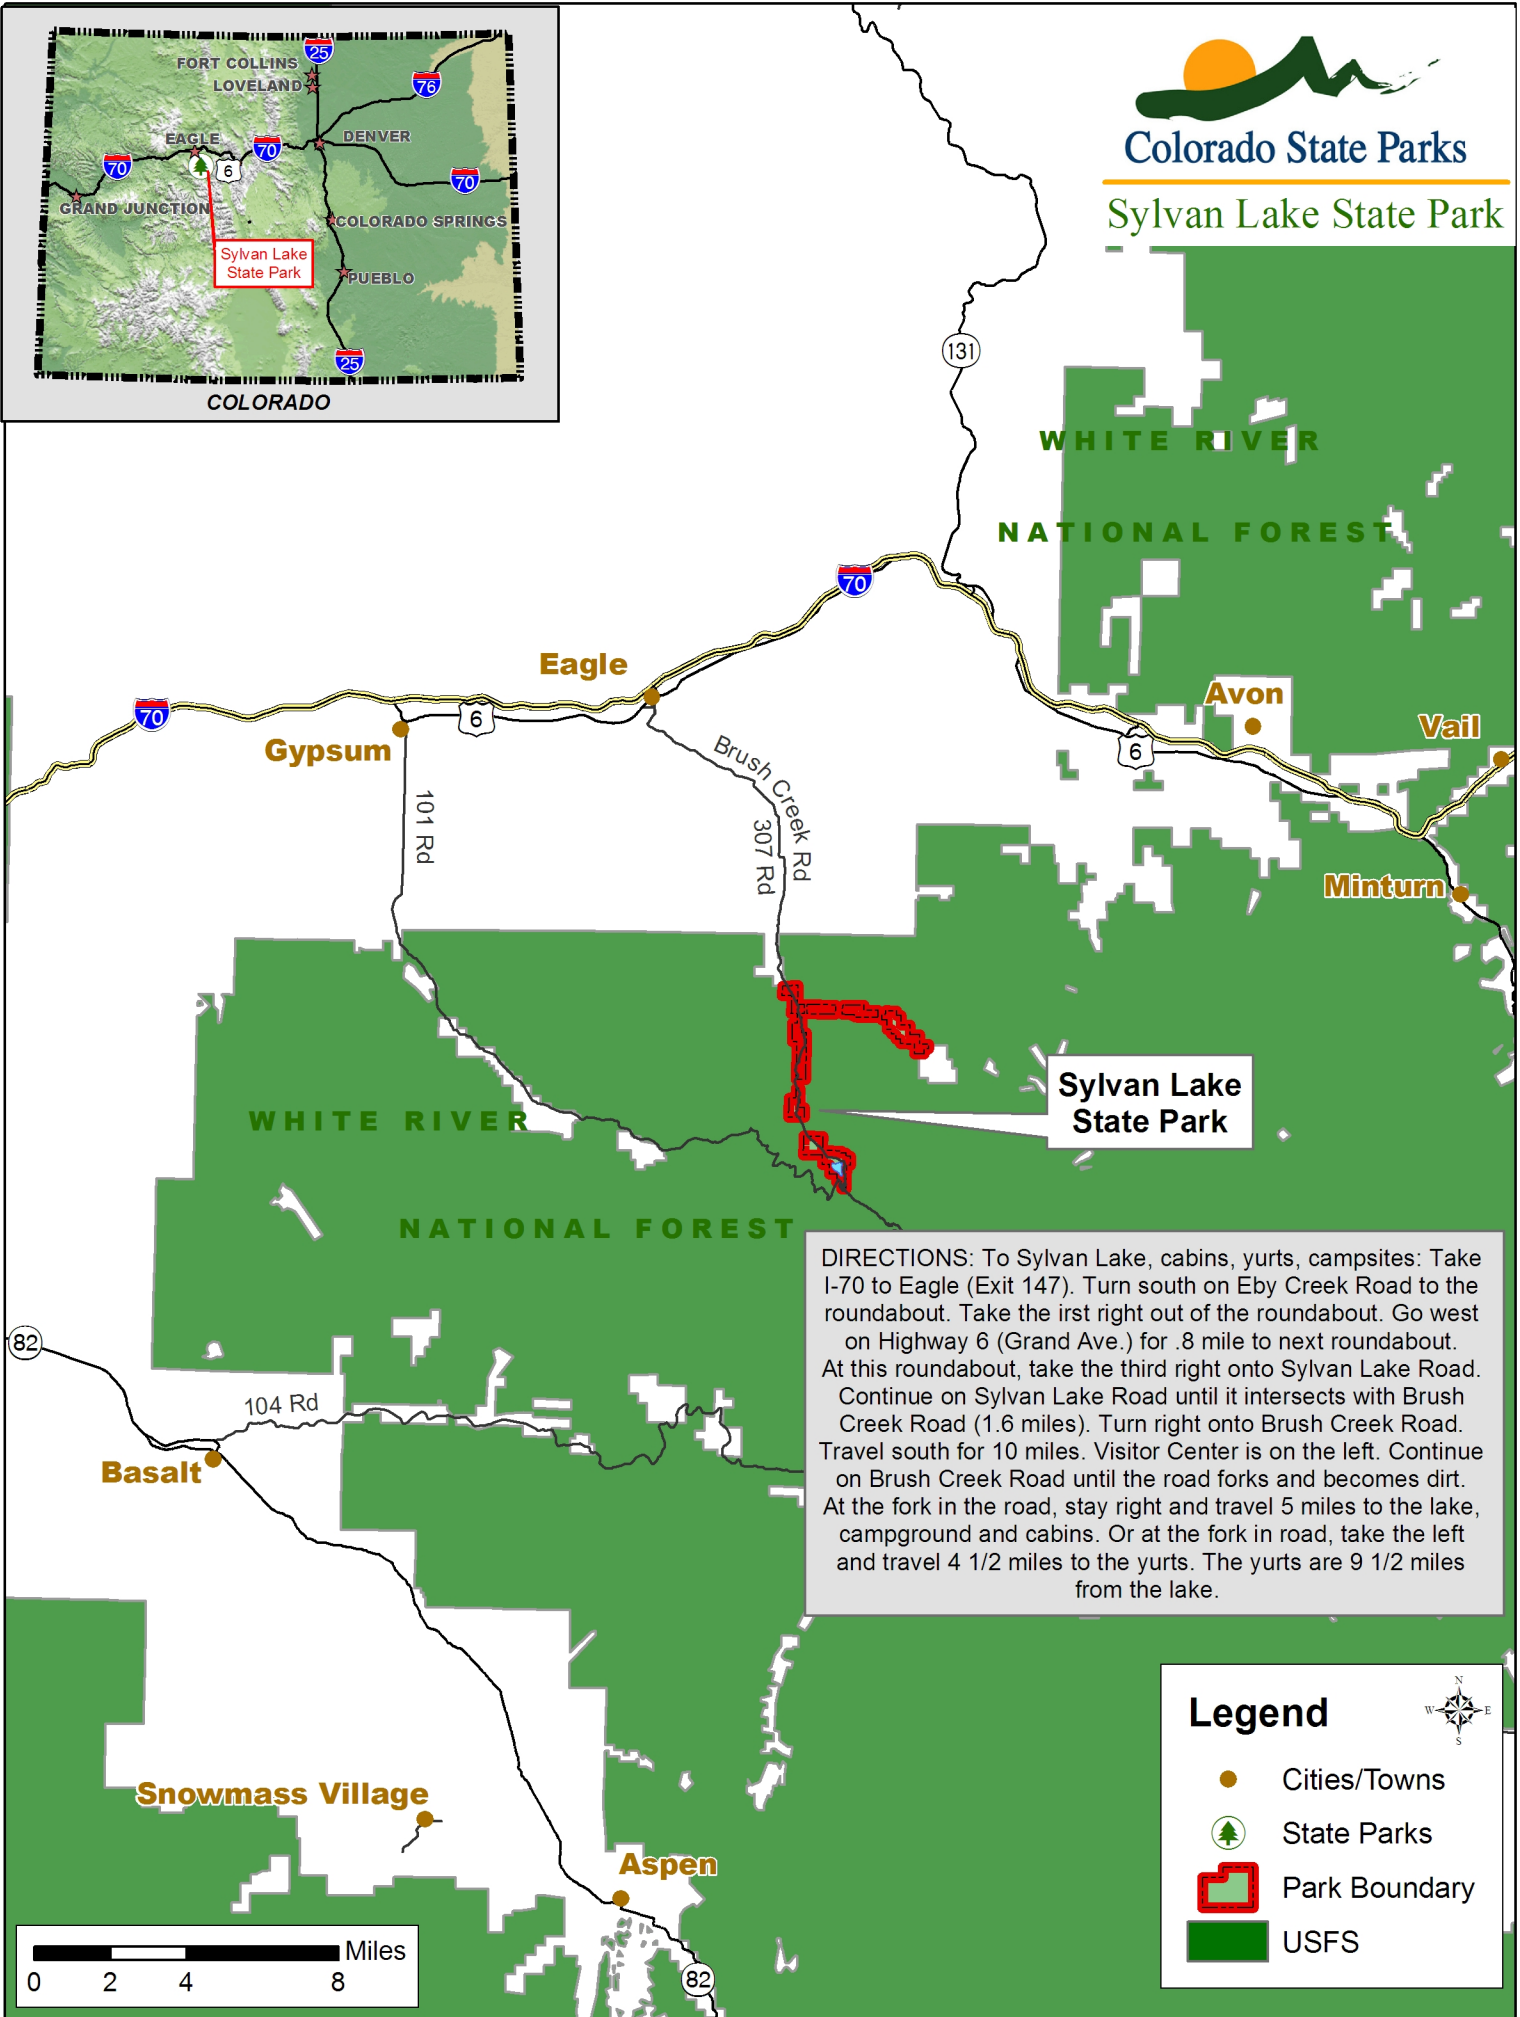 25
FORT COLLINS
LOVELAND
76
EAGLE
70
DENVER
70
6
70
GRAND JUNCTION
COLORADO SPRINGS
Sylvan Lake
State Park
PUEBLO
25
COLORADO
Colorado State Parks
Sylvan Lake State Park
131
WHITE RIVER
NATIONAL FOREST
70
Eagle
Avon
70
6
Vail
Gypsum
Brush Creek Rd
6
101 Rd
307 Rd
Minturn
Sylvan Lake
State Park
WHITE RIVER
NATIONAL FOREST
DIRECTIONS: To Sylvan Lake, cabins, yurts, campsites: Take
I-70 to Eagle (Exit 147). Turn south on Eby Creek Road to the
roundabout. Take the irst right out of the roundabout. Go west
on Highway 6 (Grand Ave.) for .8 mile to next roundabout.
At this roundabout, take the third right onto Sylvan Lake Road.
Continue on Sylvan Lake Road until it intersects with Brush
Creek Road (1.6 miles). Turn right onto Brush Creek Road.
Travel south for 10 miles. Visitor Center is on the left. Continue
on Brush Creek Road until the road forks and becomes dirt.
At the fork in the road, stay right and travel 5 miles to the lake,
campground and cabins. Or at the fork in road, take the left
and travel 4 1/2 miles to the yurts. The yurts are 9 1/2 miles
from the lake.
82
104 Rd
Basalt
Snowmass Village
Aspen
82
Legend
N
W
E
S
Cities/Towns
State Parks
Park Boundary
USFS
Miles
0 2 4 8